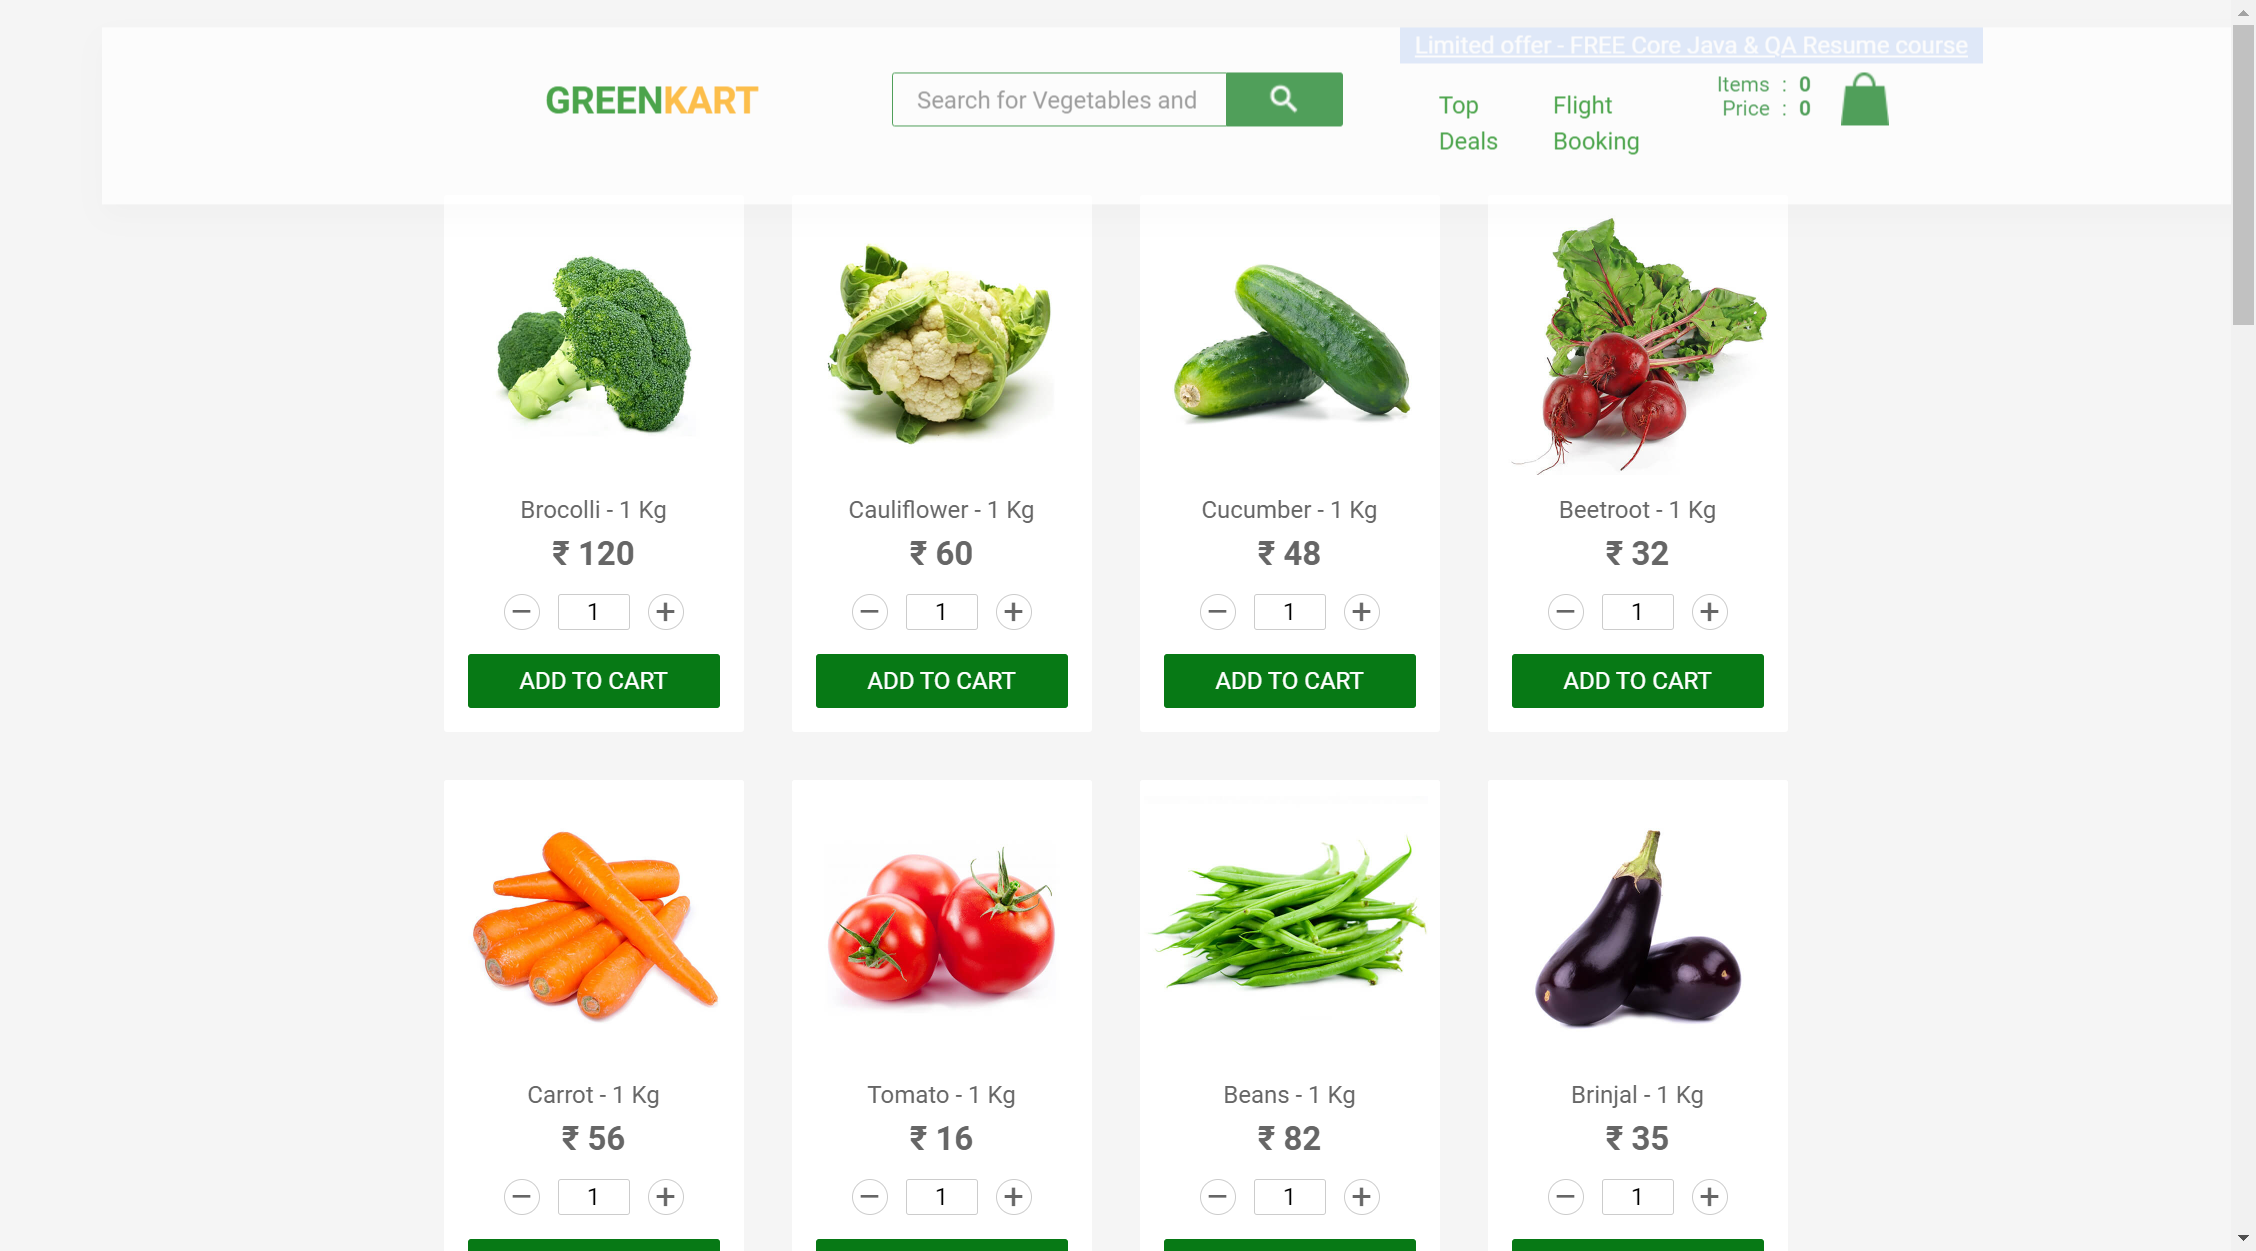 Limited offer - FREE Core Java & QA Resume course
GREENKART
Search for Vegetables and
Top Deals
Flight Booking
Items : 0
Price : 0
Brocolli - 1 Kg
₹ 120
− 1 +
ADD TO CART
Cauliflower - 1 Kg
₹ 60
− 1 +
ADD TO CART
Cucumber - 1 Kg
₹ 48
− 1 +
ADD TO CART
Beetroot - 1 Kg
₹ 32
− 1 +
ADD TO CART
Carrot - 1 Kg
₹ 56
− 1 +
Tomato - 1 Kg
₹ 16
− 1 +
Beans - 1 Kg
₹ 82
− 1 +
Brinjal - 1 Kg
₹ 35
− 1 +